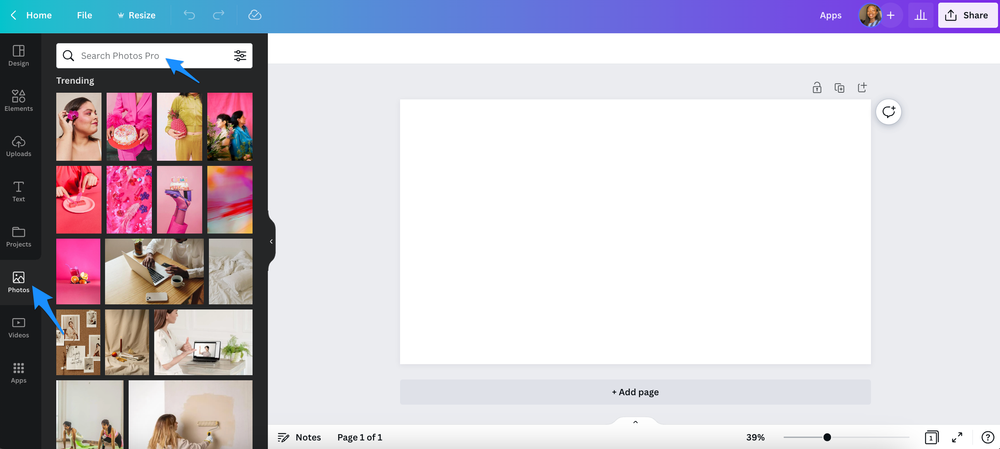 Home File Resize Apps + Share
Design
Elements
Uploads
Text
Projects
Photos
Videos
Apps
Search Photos Pro
Trending
+ Add page
Notes Page 1 of 1 39% 1 ?